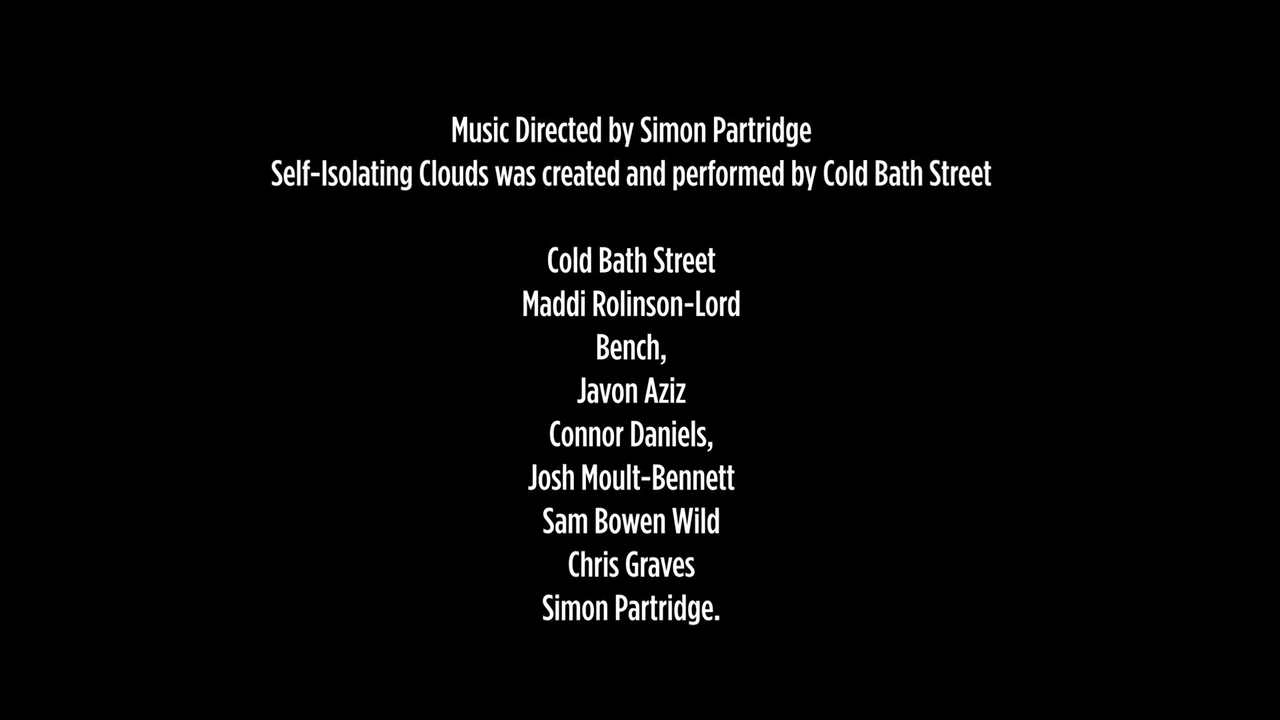 Music Directed by Simon Partridge
Self-Isolating Clouds was created and performed by Cold Bath Street
Cold Bath Street
Maddi Rolinson-Lord
Bench,
Javon Aziz
Connor Daniels,
Josh Moult-Bennett
Sam Bowen Wild
Chris Graves
Simon Partridge.